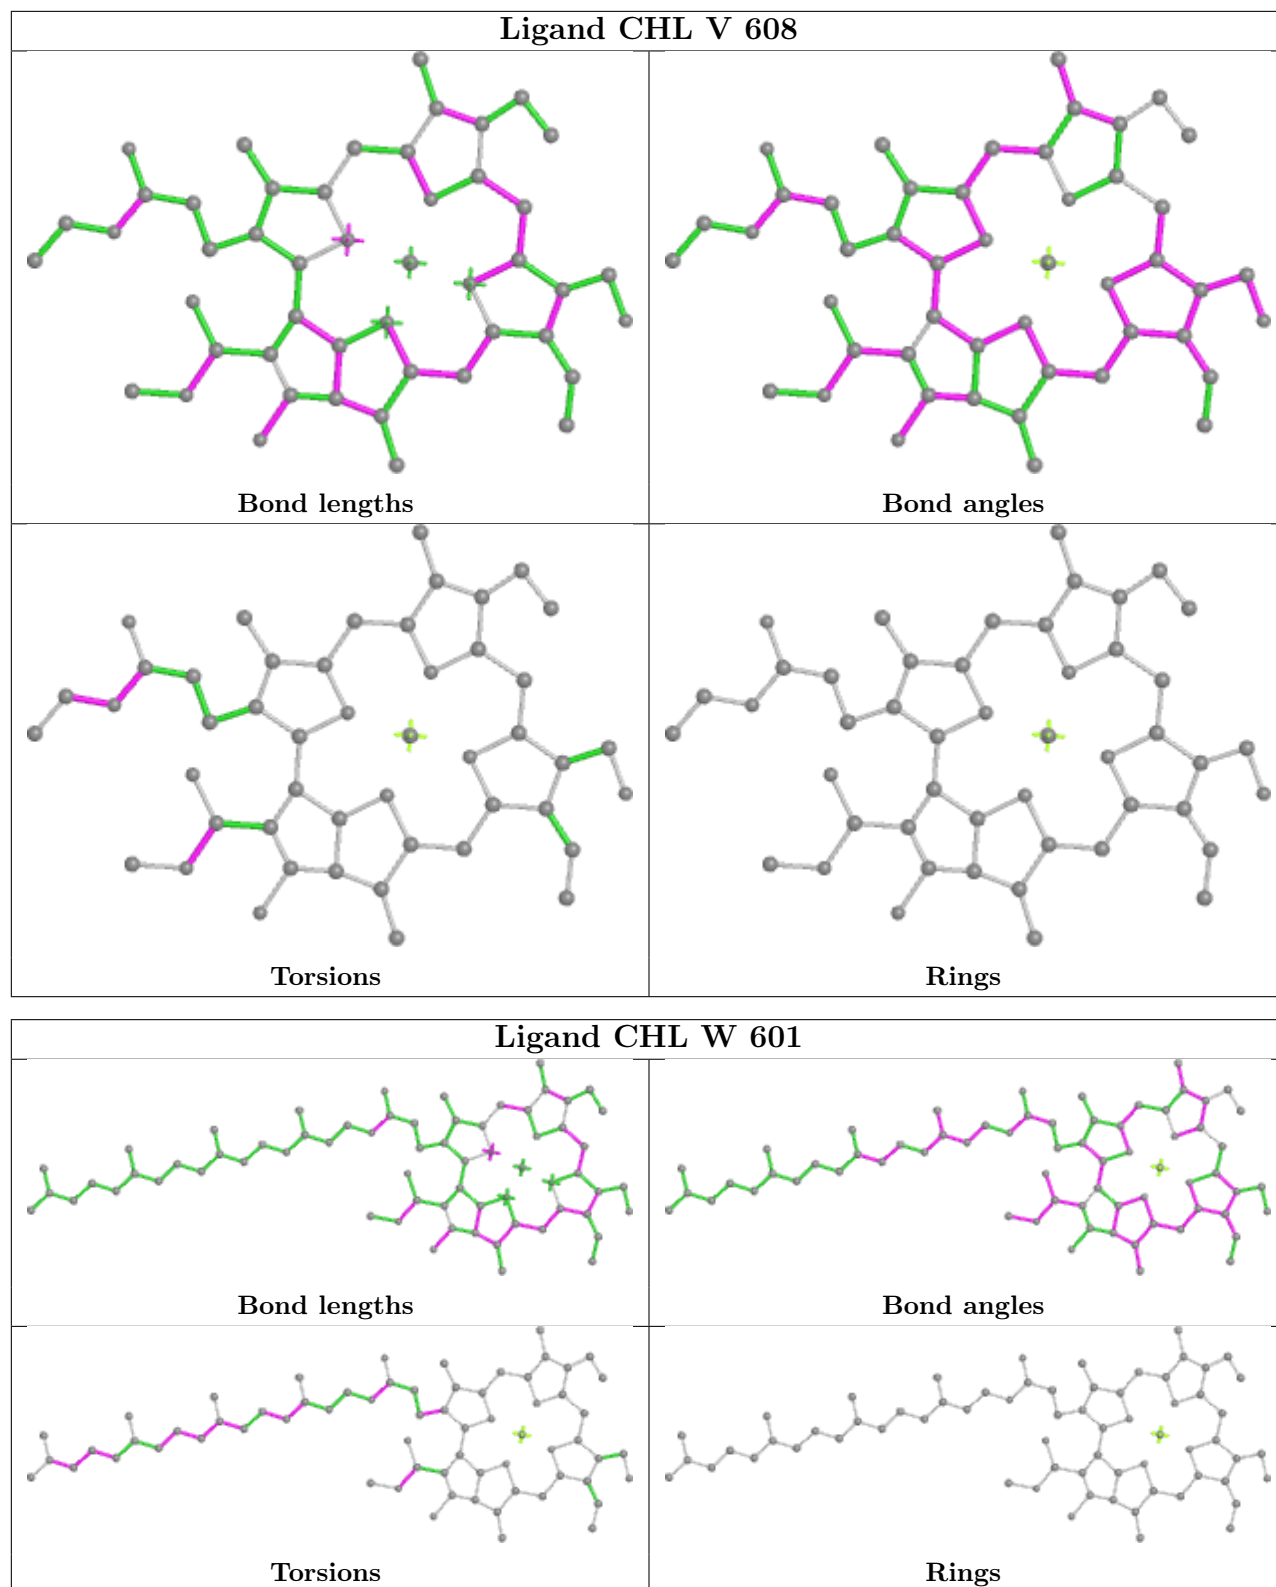 Ligand CHL V 608
Bond lengths
Bond angles
Torsions
Rings
Ligand CHL W 601
Bond lengths
Bond angles
Torsions
Rings